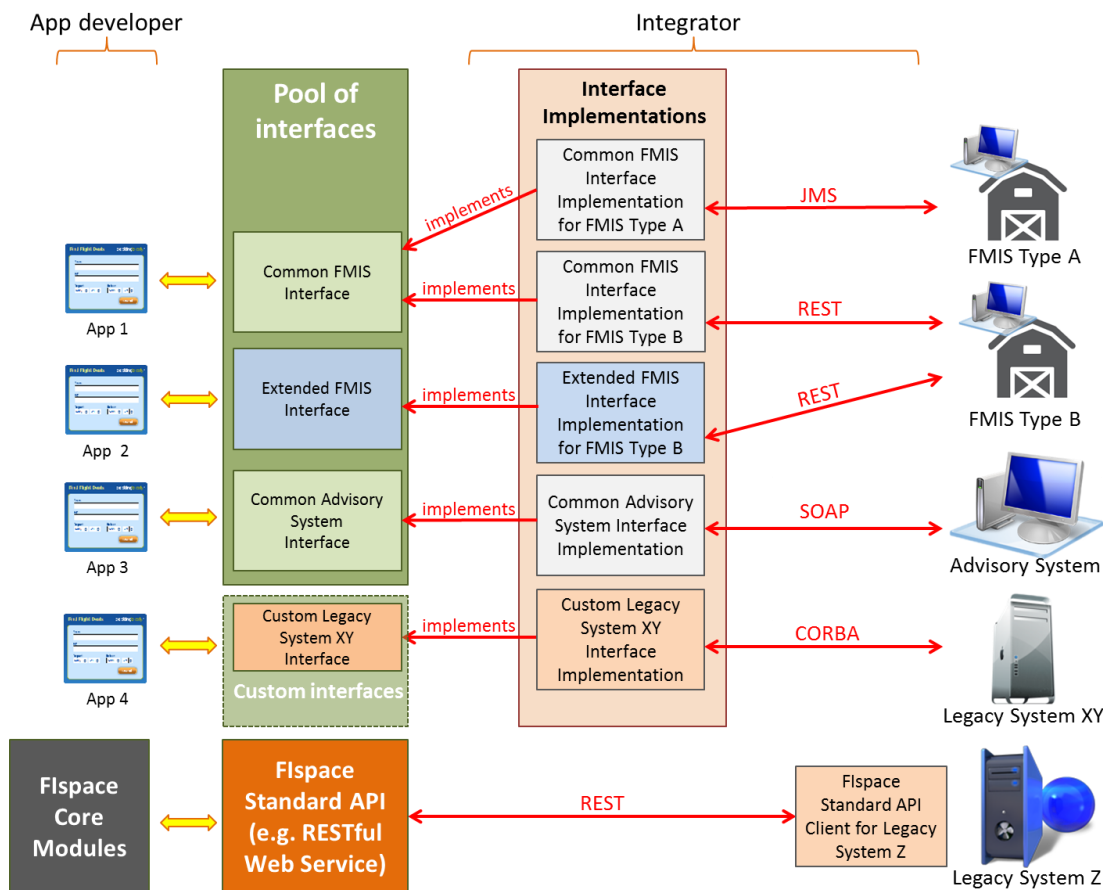 App developer
Integrator
Pool of
interfaces
Interface
Implementations
Common FMIS
Interface
Implementation
for FMIS Type A
implements
JMS
FMIS Type A
App 1
Common FMIS
Interface
implements
Common FMIS
Interface
Implementation
for FMIS Type B
REST
FMIS Type B
App 2
Extended FMIS
Interface
implements
Extended FMIS
Interface
Implementation
for FMIS Type B
REST
App 3
Common Advisory
System
Interface
implements
Common Advisory
System Interface
Implementation
SOAP
Advisory System
App 4
Custom Legacy
System XY
Interface
Custom interfaces
implements
Custom Legacy
System XY
Interface
Implementation
CORBA
Legacy System XY
FIspace
Core
Modules
FIspace
Standard API
(e.g. RESTful
Web Service)
REST
FIspace
Standard API
Client for Legacy
System Z
Legacy System Z